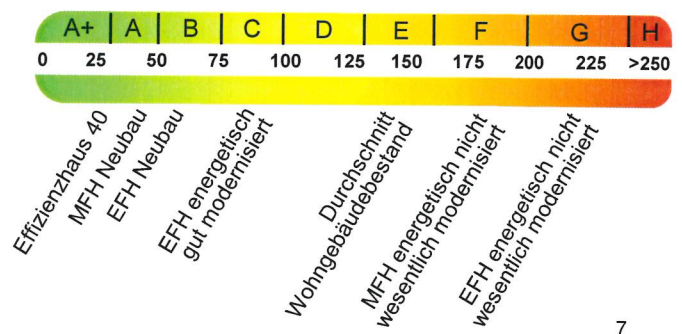 A+ A B C D E F G H
0 25 50 75 100 125 150 175 200 225 >250
Effizienzhaus 40
MFH Neubau
EFH Neubau
EFH energetisch
gut modernisiert
Durchschnitt
Wohngebäudebestand
MFH energetisch nicht
wesentlich modernisiert
EFH energetisch nicht
wesentlich modernisiert
7